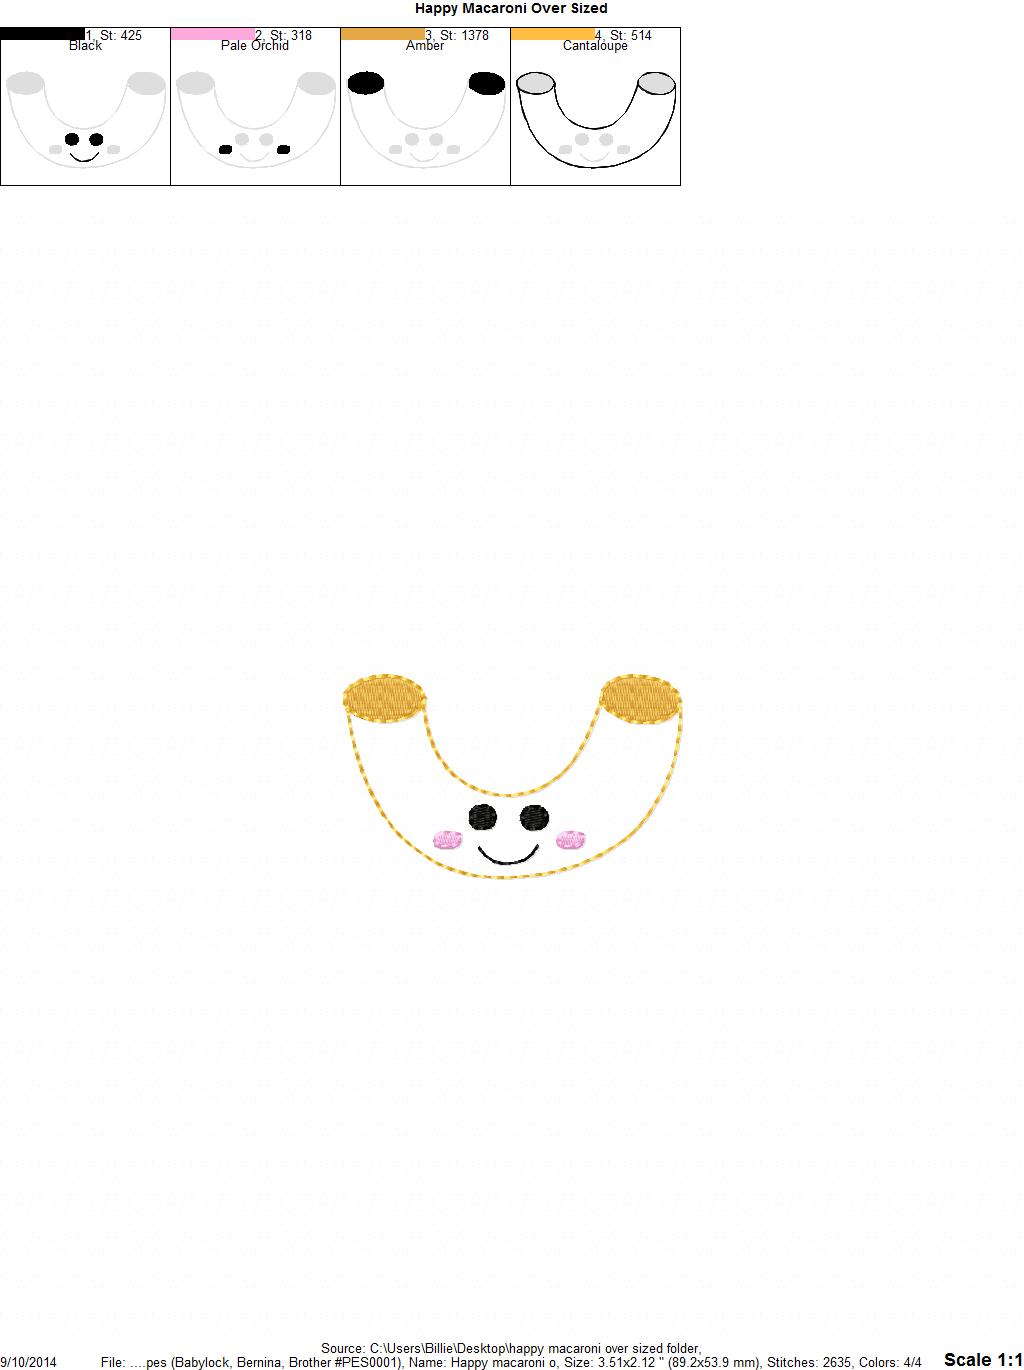 Happy Macaroni Over Sized
1, St: 425
Black
2, St: 318
Pale Orchid
3, St: 1378
Amber
4, St: 514
Cantaloupe
Source: C:\Users\Billie\Desktop\happy macaroni over sized folder,
9/10/2014 File: ....pes (Babylock, Bernina, Brother #PES0001), Name: Happy macaroni o, Size: 3.51x2.12 " (89.2x53.9 mm), Stitches: 2635, Colors: 4/4 Scale 1:1